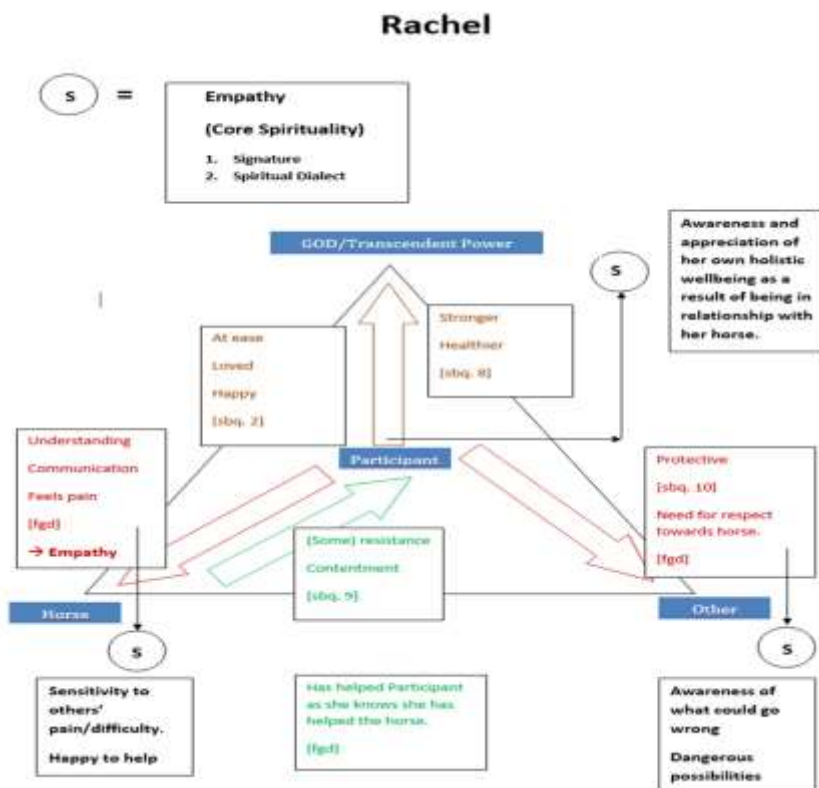 Rachel
S
=
Empathy
(Core Spirituality)
1. Signature
2. Spiritual Dialect
GOD/Transcendent Power
S
Awareness and
appreciation of
her own holistic
wellbeing as a
result of being in
relationship with
her horse.
At ease
Loved
Happy
[sbq. 2]
Stronger
Healthier
[sbq. 8]
Understanding
Communication
Feels pain
[fgd]
→ Empathy
Participant
Protective
[sbq. 10]
Need for respect
towards horse.
[fgd]
(Some) resistance
Contentment
[sbq. 9]
Horse
Other
S
S
Sensitivity to
others'
pain/difficulty.
Happy to help
Has helped Participant
as she knows she has
helped the horse.
[fgd]
Awareness of
what could go
wrong
Dangerous
possibilities